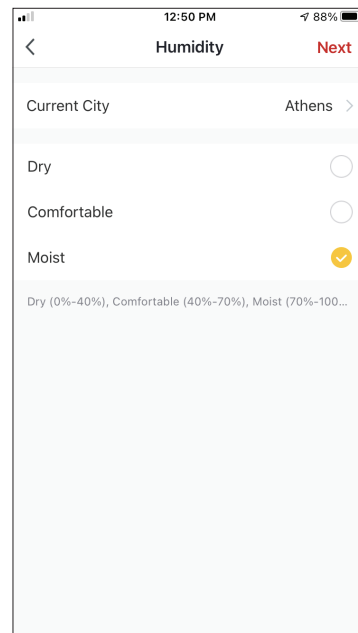 12:50 PM 88%
Humidity Next
Current City Athens
Dry
Comfortable
Moist
Dry (0%-40%), Comfortable (40%-70%), Moist (70%-100...